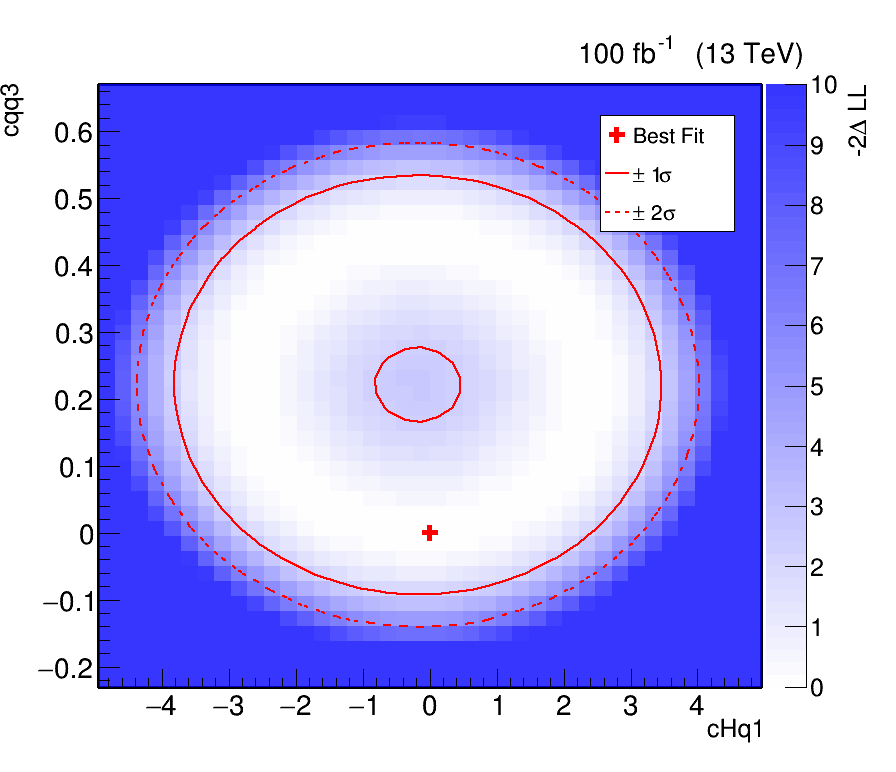 100 fb-1 (13 TeV)
cqq3
-2Δ LL
Best Fit
± 1σ
± 2σ
0.6
0.5
0.4
0.3
0.2
0.1
0
−0.1
−0.2
10
9
8
7
6
5
4
3
2
1
0
−4 −3 −2 −1 0 1 2 3 4
cHq1